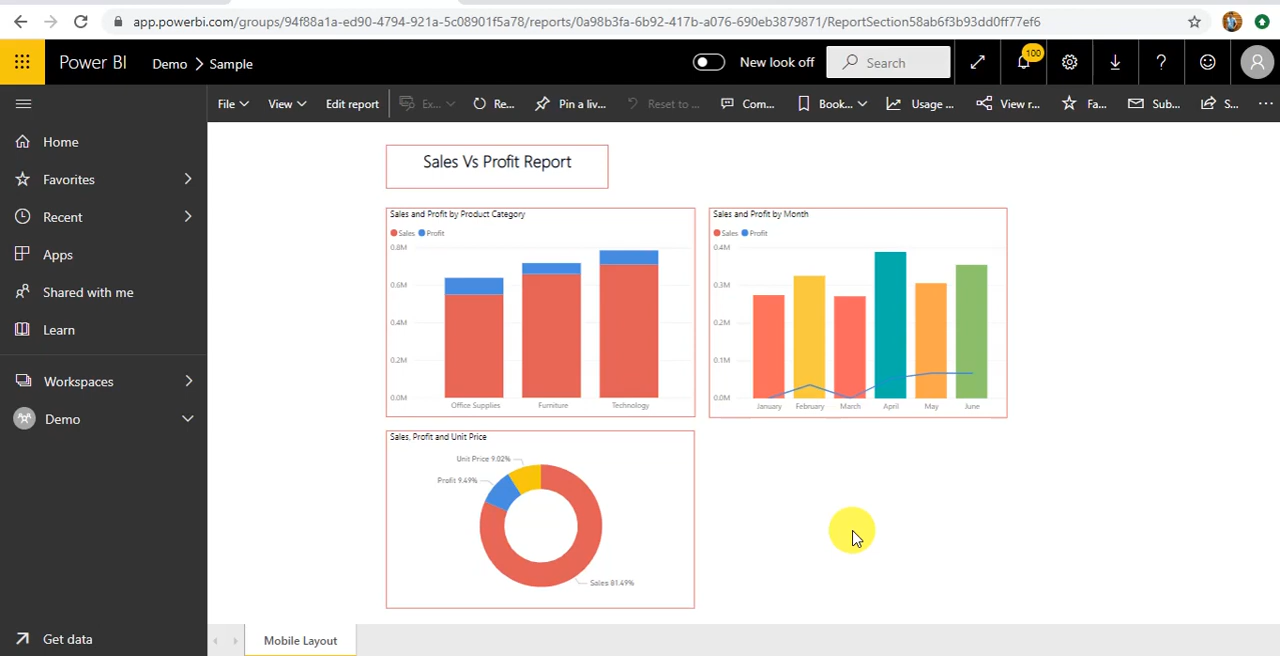 app.powerbi.com/groups/94f88a1a-ed90-4794-921a-5c08901f5a78/reports/0a98b3fa-6b92-417b-a076-690eb3879871/ReportSection58ab6f3b93dd0ff77ef6
Power BI Demo > Sample New look off Search 100
File View Edit report Ex... Re... Pin a liv... Reset to ... Com... Book... Usage ... View r... Fa... Sub... S... ...
Home
Favorites
Recent
Apps
Shared with me
Learn
Workspaces
Demo
Get data
Sales Vs Profit Report
Sales and Profit by Product Category
Sales Profit
0.8M
0.6M
0.4M
0.2M
0.0M
Office Supplies Furniture Technology
Sales and Profit by Month
Sales Profit
0.4M
0.3M
0.2M
0.1M
0.0M
January February March April May June
Sales, Profit and Unit Price
Unit Price 9.02%
Profit 9.49%
Sales 81.49%
Mobile Layout